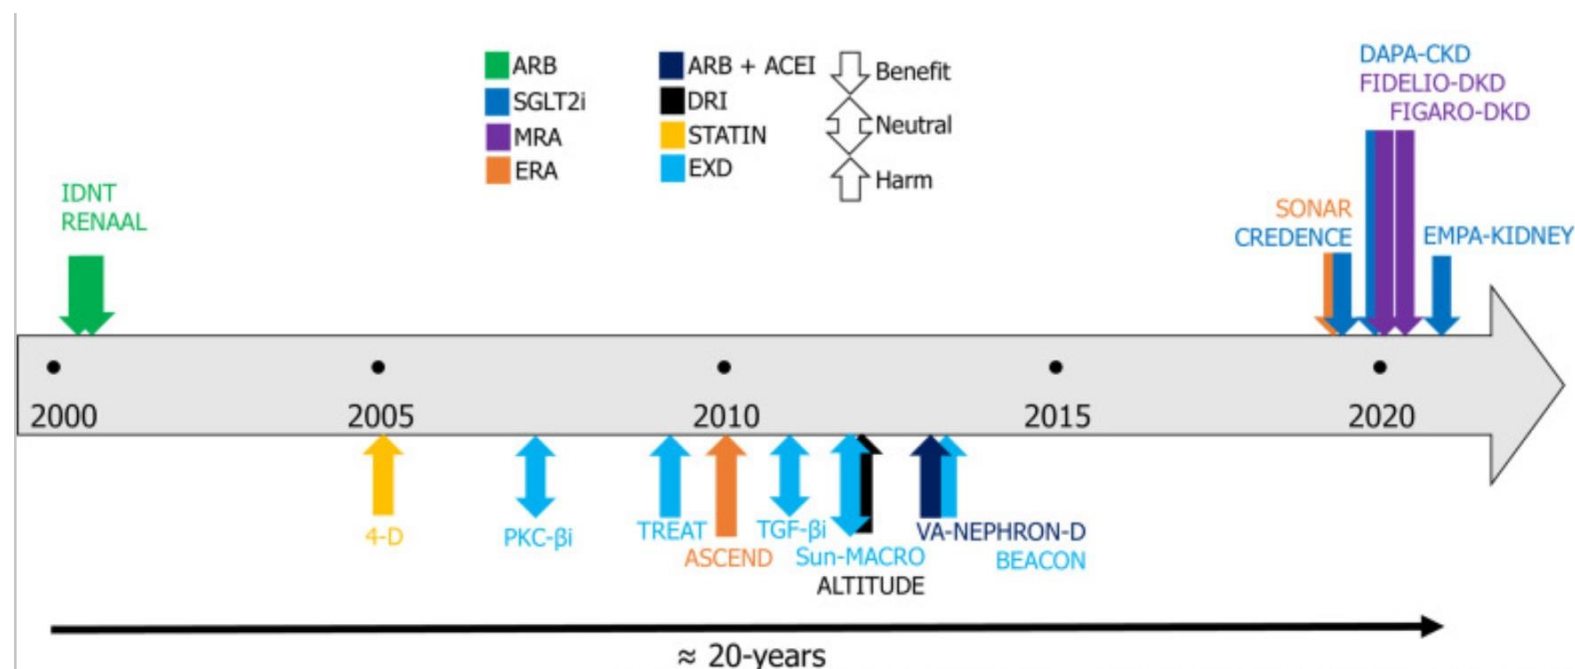 ARB
SGLT2i
MRA
ERA
ARB + ACEI
DRI
STATIN
EXD
Benefit
Neutral
Harm
IDNT
RENAAL
DAPA-CKD
FIDELIO-DKD
FIGARO-DKD
SONAR
CREDENCE
EMPA-KIDNEY
2000
2005
2010
2015
2020
4-D
PKC-βi
TREAT
ASCEND
TGF-βi
Sun-MACRO
ALTITUDE
VA-NEPHRON-D
BEACON
≈ 20-years